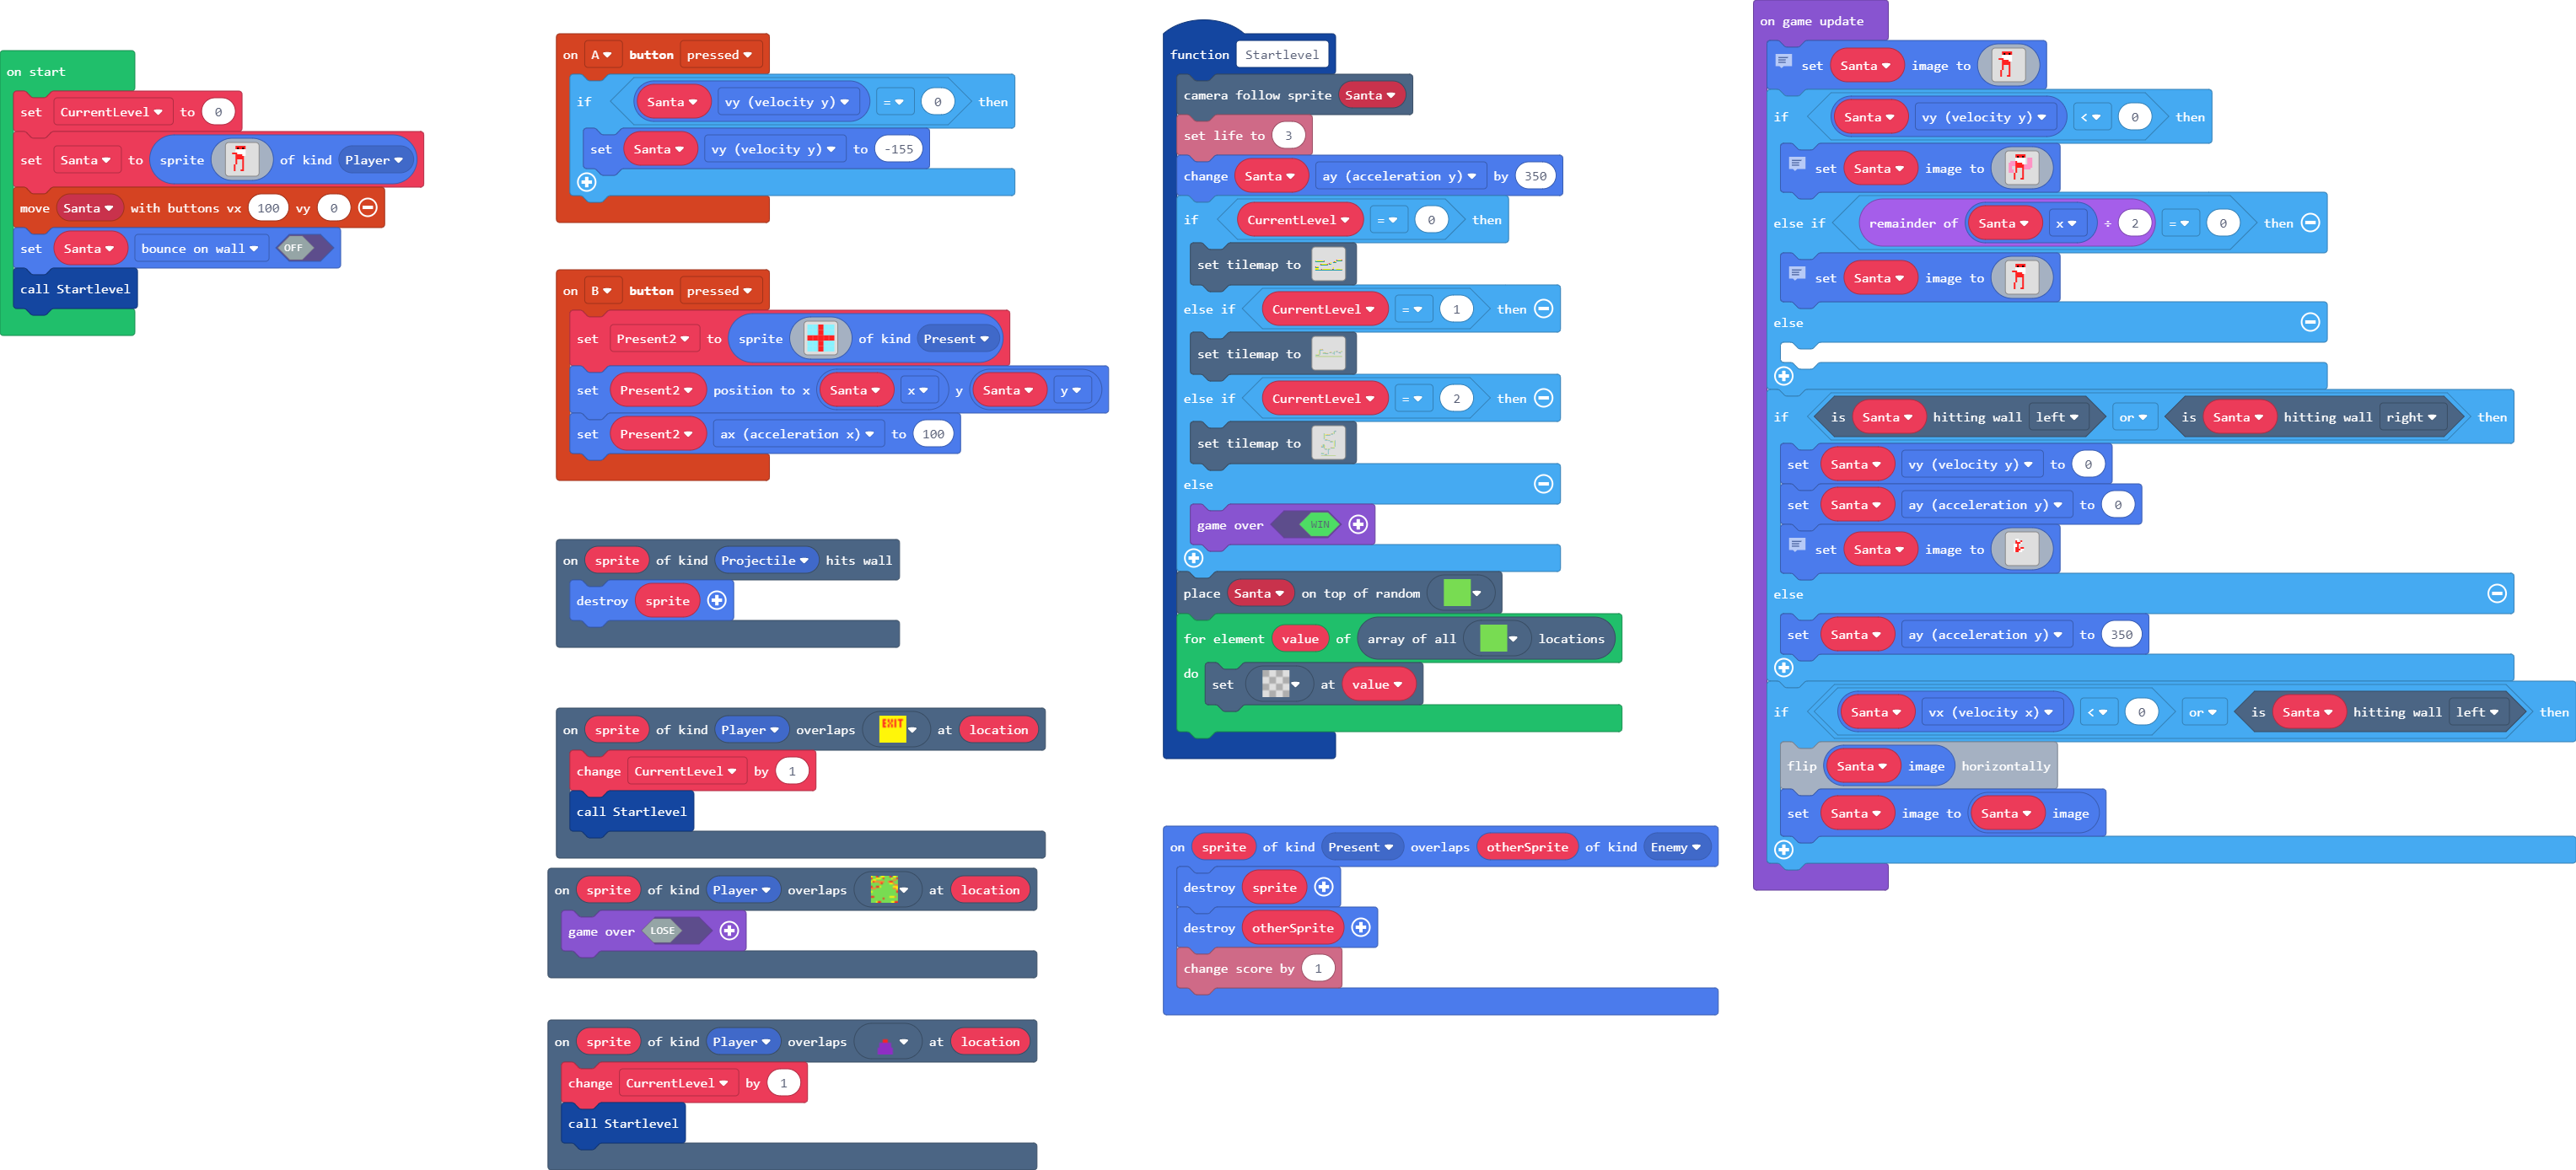 on start
set CurrentLevel to 0
set Santa to sprite of kind Player
move Santa with buttons vx 100 vy 0
set Santa bounce on wall OFF
call Startlevel
on A button pressed
if Santa vy (velocity y) = 0 then
set Santa vy (velocity y) to -155
on B button pressed
set Present2 to sprite of kind Present
set Present2 position to x Santa x y Santa y
set Present2 ax (acceleration x) to 100
on sprite of kind Projectile hits wall
destroy sprite
on sprite of kind Player overlaps EXIT at location
change CurrentLevel by 1
call Startlevel
on sprite of kind Player overlaps at location
game over LOSE
on sprite of kind Player overlaps at location
change CurrentLevel by 1
call Startlevel
function Startlevel
camera follow sprite Santa
set life to 3
change Santa ay (acceleration y) by 350
if CurrentLevel = 0 then
set tilemap to
else if CurrentLevel = 1 then
set tilemap to
else if CurrentLevel = 2 then
set tilemap to
else
game over WIN
place Santa on top of random
for element value of array of all locations
do set at value
on sprite of kind Present overlaps otherSprite of kind Enemy
destroy sprite
destroy otherSprite
change score by 1
on game update
set Santa image to
if Santa vy (velocity y) < 0 then
set Santa image to
else if remainder of Santa x ÷ 2 = 0 then
set Santa image to
else
if is Santa hitting wall left or is Santa hitting wall right then
set Santa vy (velocity y) to 0
set Santa ay (acceleration y) to 0
set Santa image to
else
set Santa ay (acceleration y) to 350
if Santa vx (velocity x) < 0 or is Santa hitting wall left then
flip Santa image horizontally
set Santa image to Santa image